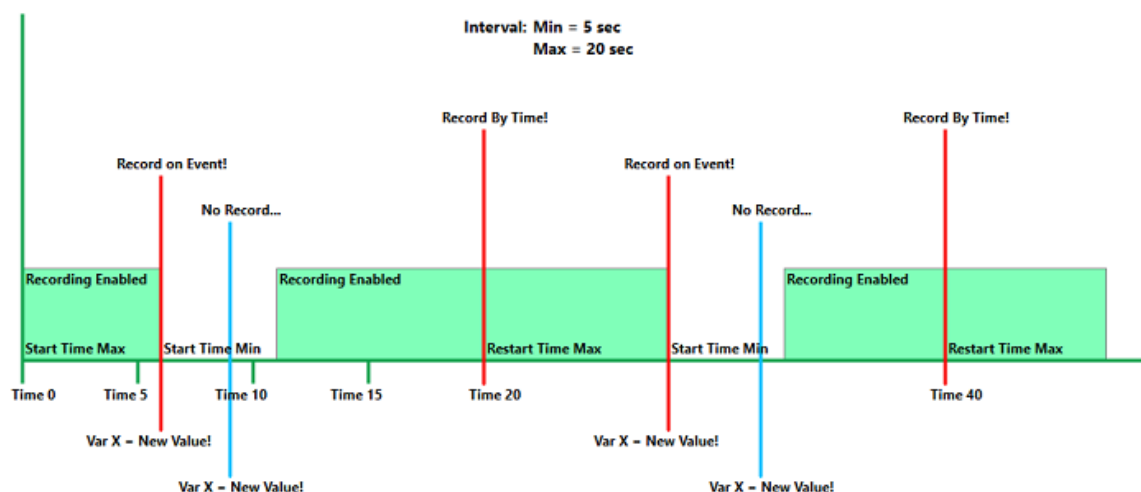 Interval: Min = 5 sec
Max = 20 sec
Record By Time!
Record By Time!
Record on Event!
Record on Event!
No Record...
No Record...
Recording Enabled
Recording Enabled
Recording Enabled
Start Time Max
Start Time Min
Restart Time Max
Start Time Min
Restart Time Max
Time 0
Time 5
Time 10
Time 15
Time 20
Time 40
Var X – New Value!
Var X – New Value!
Var X – New Value!
Var X – New Value!